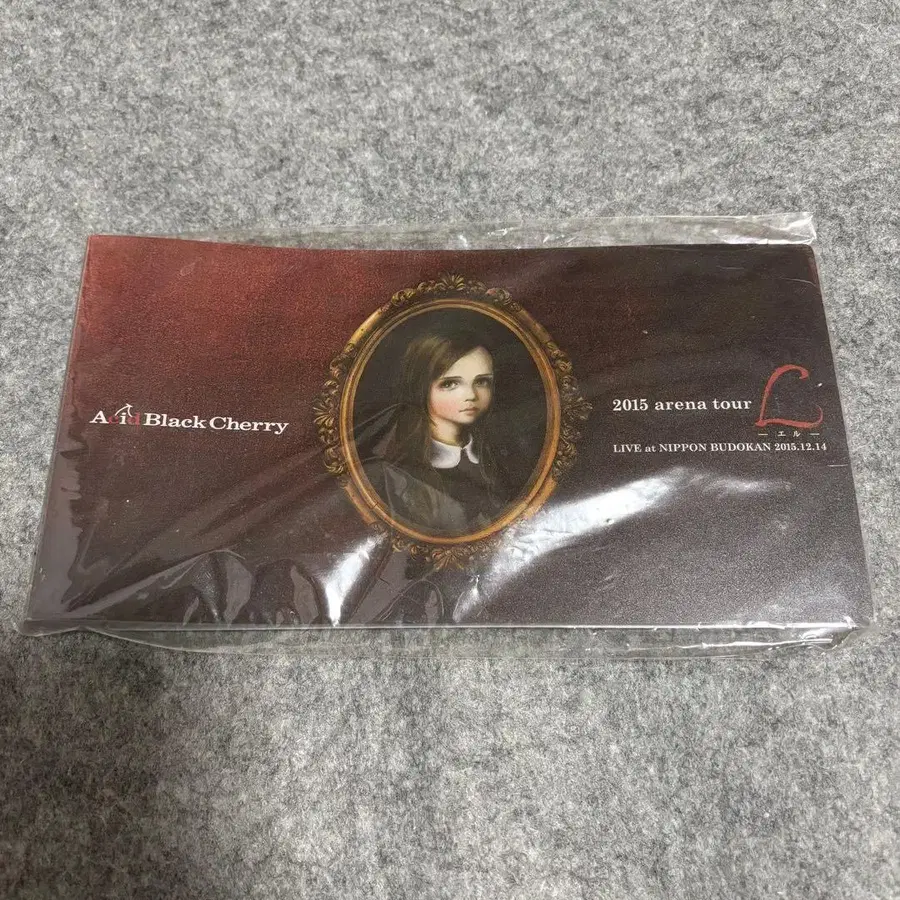 Acid Black Cherry
2015 arena tour L
－エル－
LIVE at NIPPON BUDOKAN 2015.12.14